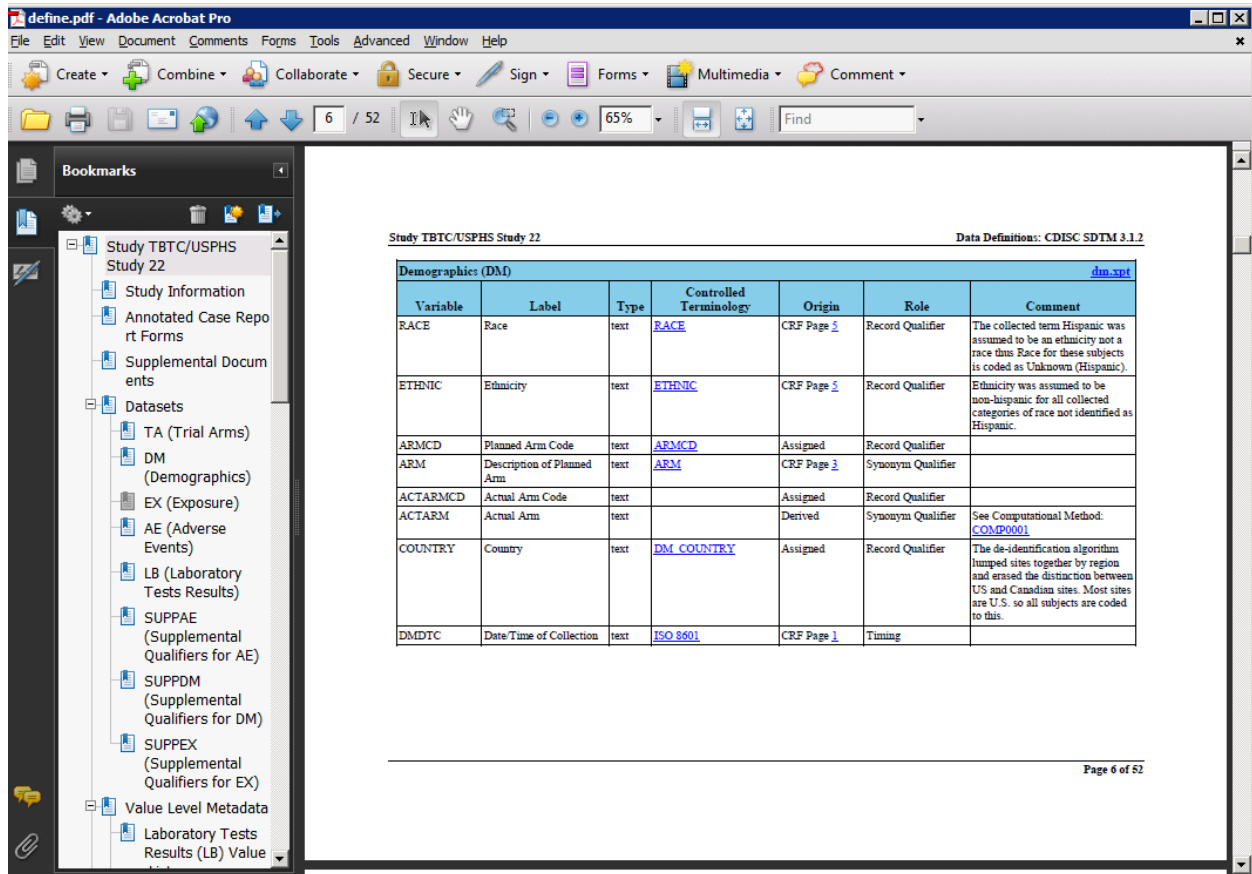 define.pdf - Adobe Acrobat Pro
File Edit View Document Comments Forms Tools Advanced Window Help
Create Combine Collaborate Secure Sign Forms Multimedia Comment
6 / 52 65% Find
Bookmarks
Study TBTC/USPHS
Study 22
Study Information
Annotated Case Repo
rt Forms
Supplemental Docum
ents
Datasets
TA (Trial Arms)
DM
(Demographics)
EX (Exposure)
AE (Adverse
Events)
LB (Laboratory
Tests Results)
SUPPAE
(Supplemental
Qualifiers for AE)
SUPPDM
(Supplemental
Qualifiers for DM)
SUPPEX
(Supplemental
Qualifiers for EX)
Value Level Metadata
Laboratory Tests
Results (LB) Value
Study TBTC/USPHS Study 22 Data Definitions: CDISC SDTM 3.1.2
Demographics (DM) dm.xpt
Variable Label Type Controlled Terminology Origin Role Comment
RACE Race text RACE CRF Page 5 Record Qualifier The collected term Hispanic was
assumed to be an ethnicity not a
race thus Race for these subjects
is coded as Unknown (Hispanic).
ETHNIC Ethnicity text ETHNIC CRF Page 5 Record Qualifier Ethnicity was assumed to be
non-hispanic for all collected
categories of race not identified as
Hispanic.
ARMCD Planned Arm Code text ARMCD Assigned Record Qualifier
ARM Description of Planned Arm text ARM CRF Page 3 Synonym Qualifier
ACTARMCD Actual Arm Code text Assigned Record Qualifier
ACTARM Actual Arm text Derived Synonym Qualifier See Computational Method:
COMP0001
COUNTRY Country text DM_COUNTRY Assigned Record Qualifier The de-identification algorithm
lumped sites together by region
and erased the distinction between
US and Canadian sites. Most sites
are U.S. so all subjects are coded
to this.
DMDTC Date/Time of Collection text ISO 8601 CRF Page 1 Timing
Page 6 of 52